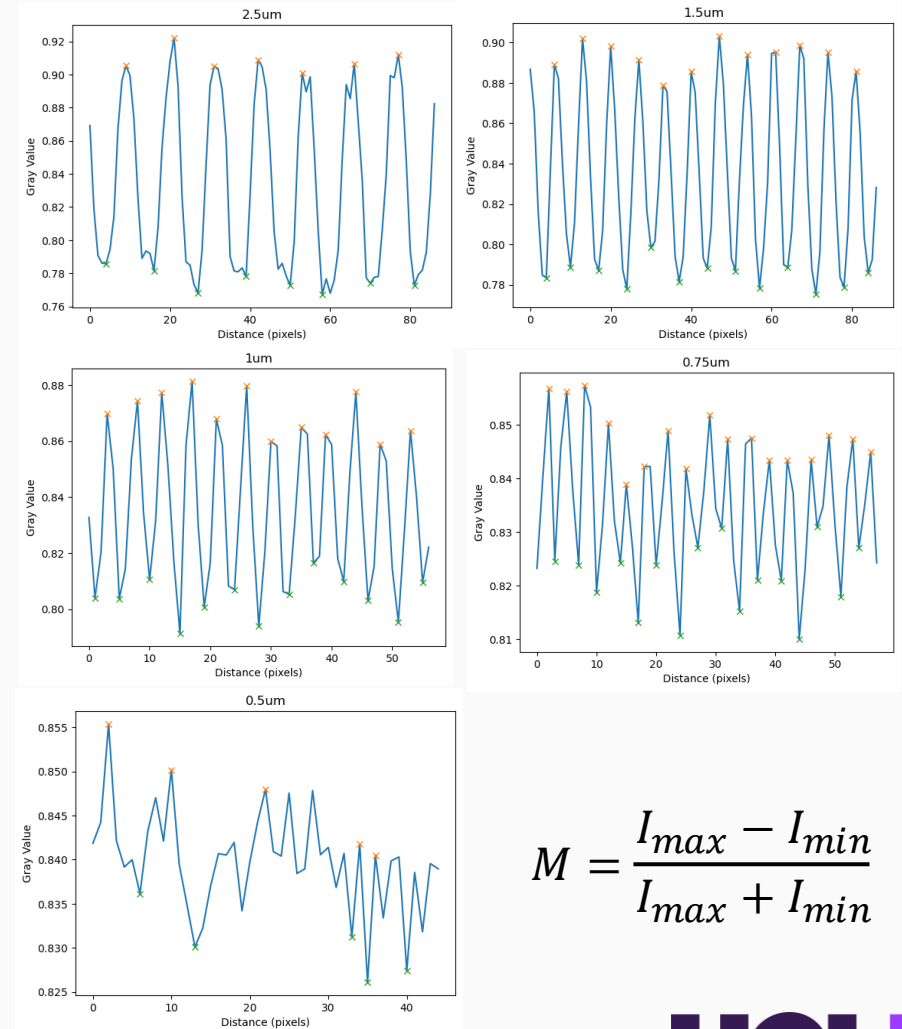 2.5um
0.92
0.90
0.88
0.86
0.84
0.82
0.80
0.78
0.76
Gray Value
0 20 40 60 80
Distance (pixels)
1.5um
0.90
0.88
0.86
0.84
0.82
0.80
0.78
Gray Value
0 20 40 60 80
Distance (pixels)
1um
0.88
0.86
0.84
0.82
0.80
Gray Value
0 10 20 30 40 50
Distance (pixels)
0.75um
0.85
0.84
0.83
0.82
0.81
Gray Value
0 10 20 30 40 50
Distance (pixels)
0.5um
0.855
0.850
0.845
0.840
0.835
0.830
0.825
Gray Value
0 10 20 30 40
Distance (pixels)
M = (I_max − I_min) / (I_max + I_min)